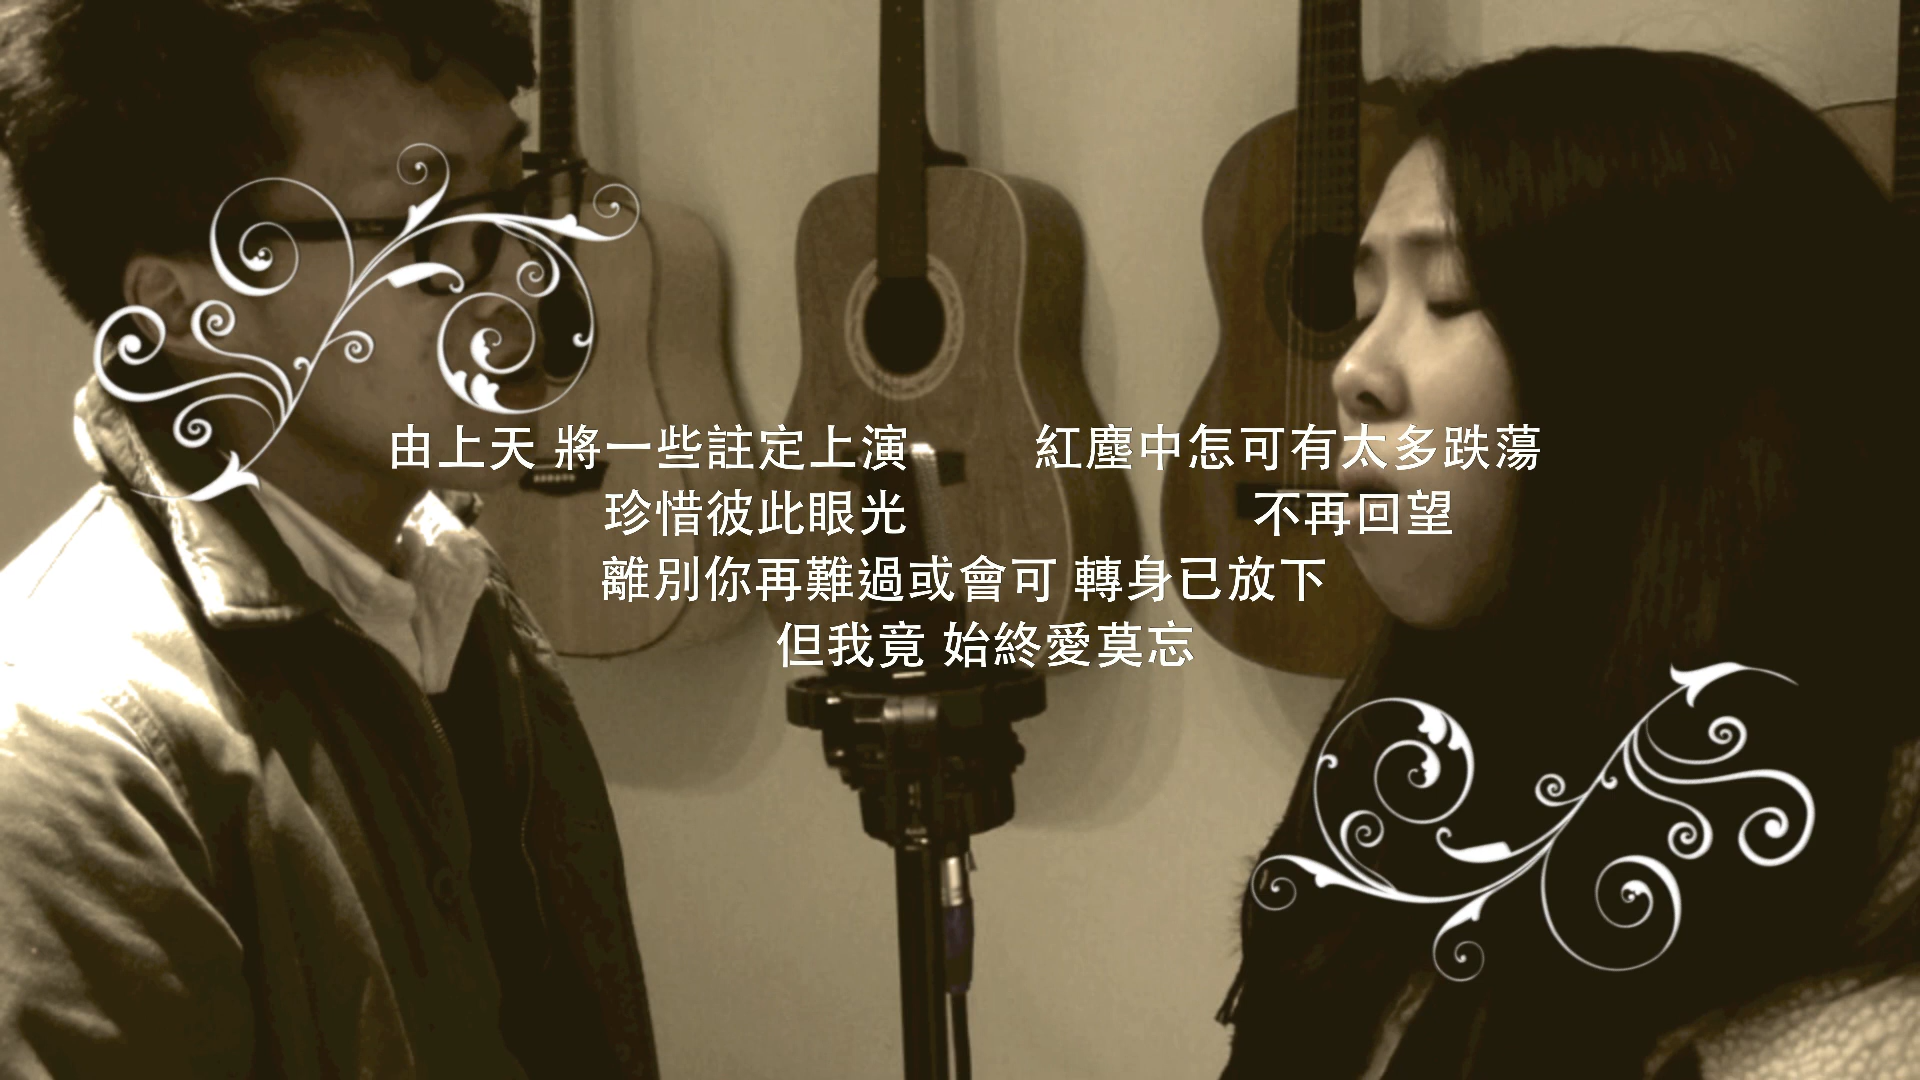 由上天 將一些註定上演 紅塵中怎可有太多跌蕩
珍惜彼此眼光 不再回望
離別你再難過或會可 轉身已放下
但我竟 始終愛莫忘